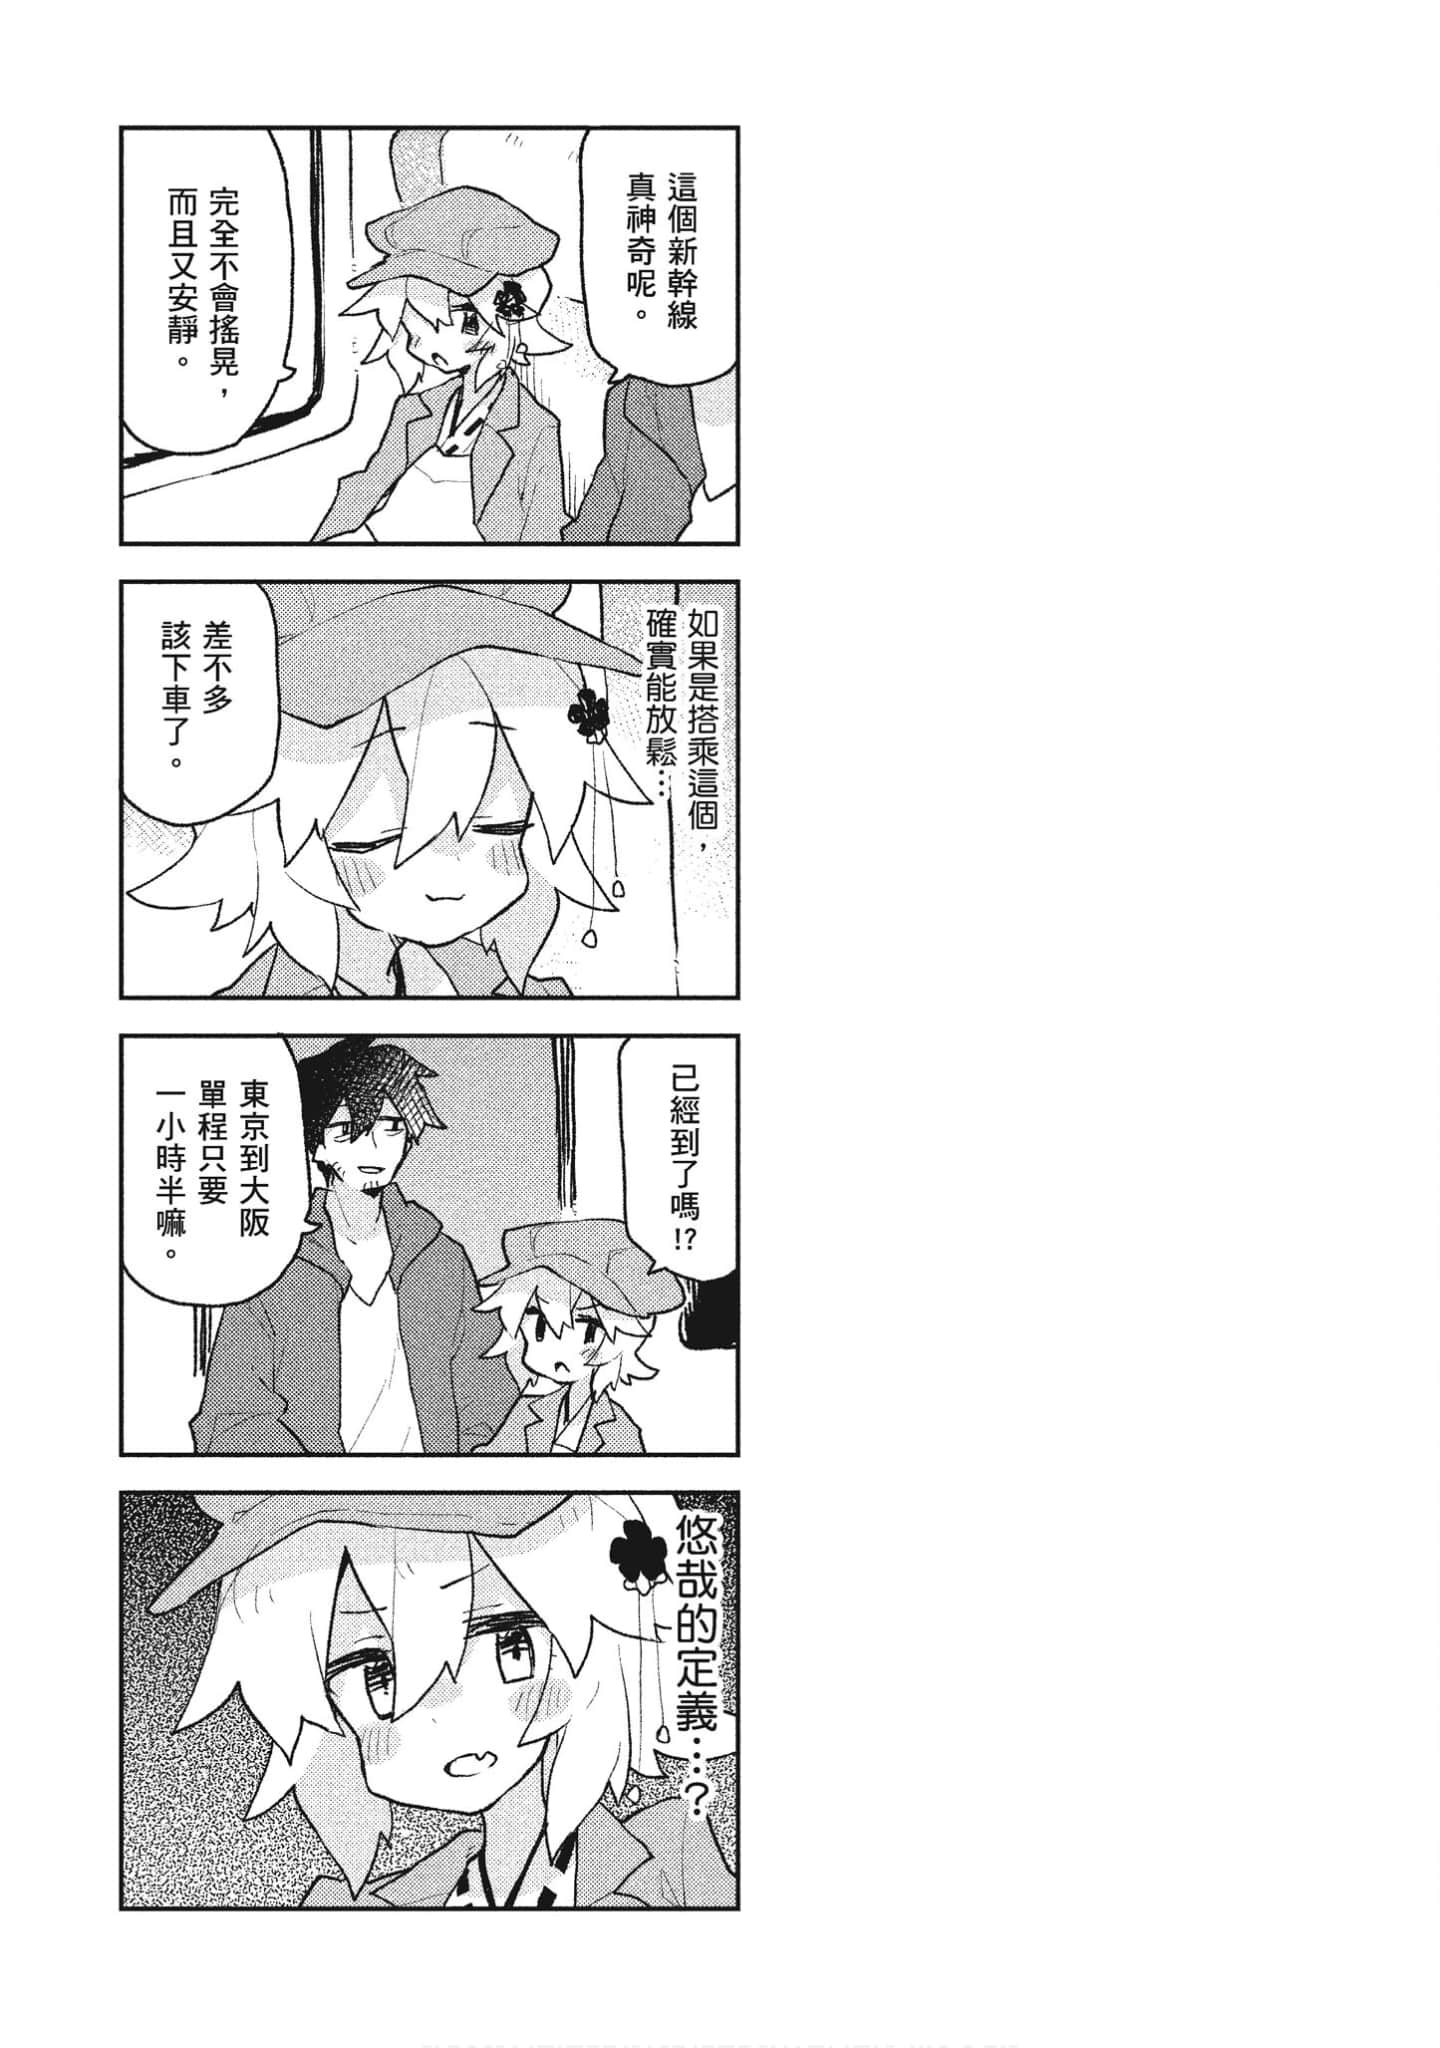 這個新幹線
真神奇呢。
完全不會搖晃，
而且又安靜。
如果是搭乘這個，
確實能放鬆…
差不多
該下車了。
已經到了嗎!?
東京到大阪
單程只要
一小時半嘛。
悠哉的定義…？